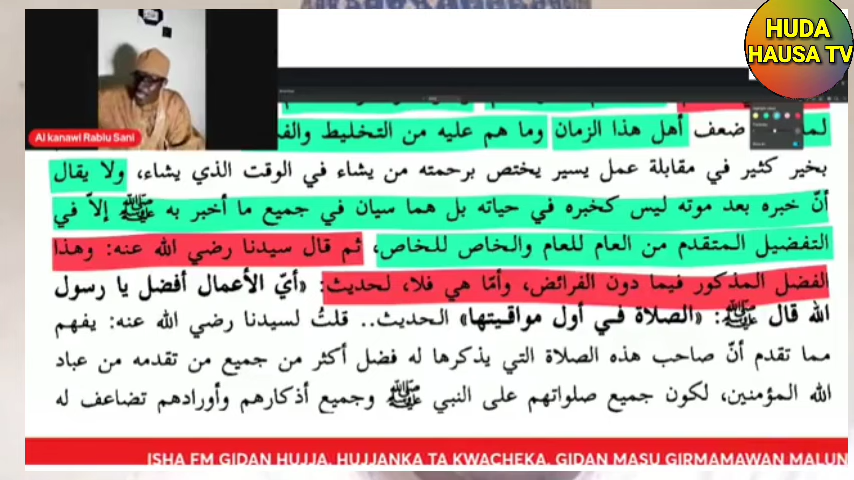 HUDA
HAUSA TV
Al kanawi Rabiu Sani
ضعف أهل هذا الزمان وما هم عليه من التخليط
بخير كثير في مقابلة عمل يسير يختص برحمته من يشاء في الوقت الذي يشاء، ولا يقال
أنّ خبره بعد موته ليس كخبره في حياته بل هما سيان في جميع ما أخبر به ﷺ إلاّ في
التفضيل المتقدم من العام للعام والخاص للخاص، ثم قال سيدنا رضي الله عنه: وهذا
الفضل المذكور فيما دون الفرائض، وأمّا هي فلا، لحديث: «أيّ الأعمال أفضل يا رسول
الله قال ﷺ: «الصلاة في أول مواقيتها» الحديث.. قلتُ لسيدنا رضي الله عنه: يفهم
مما تقدم أنّ صاحب هذه الصلاة التي يذكرها له فضل أكثر من جميع من تقدمه من عباد
الله المؤمنين، لكون جميع صلواتهم على النبي ﷺ وجميع أذكارهم وأورادهم تضاعف له
ISHA FM GIDAN HUJJA, HUJJANKA TA KWACHEKA, GIDAN MASU GIRMAMAWAN MALUN